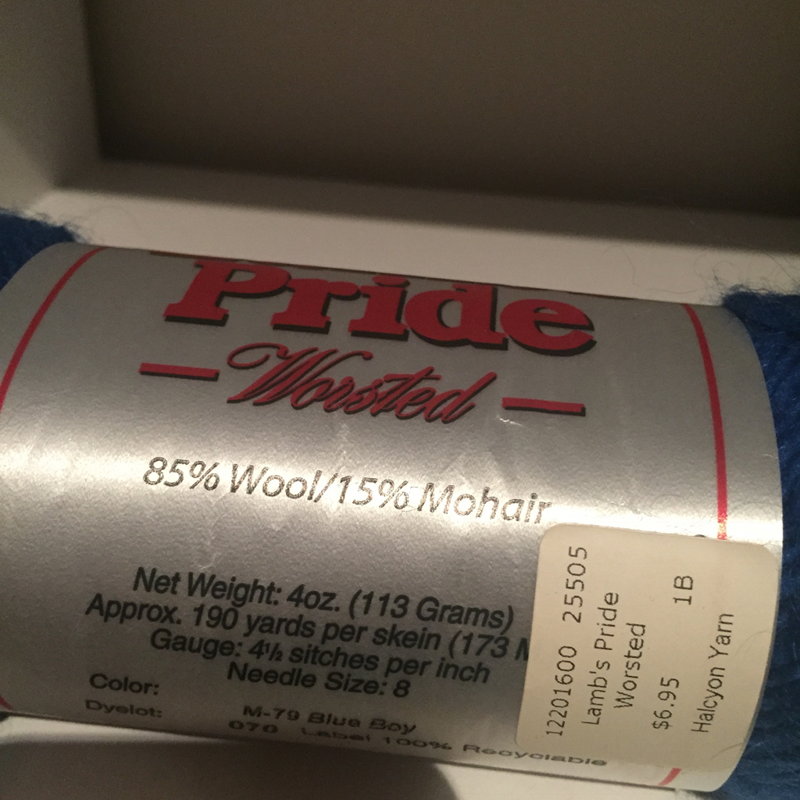 Pride
Worsted
85% Wool/15% Mohair
Net Weight: 4oz. (113 Grams)
Approx. 190 yards per skein (173 M
Gauge: 4½ sitches per inch
Needle Size: 8
Color:
M-79 Blue Boy
Dyelot:
070 Label 100% Recyclable
12201600 25505
Lamb's Pride
Worsted
$6.95 1B
Halcyon Yarn